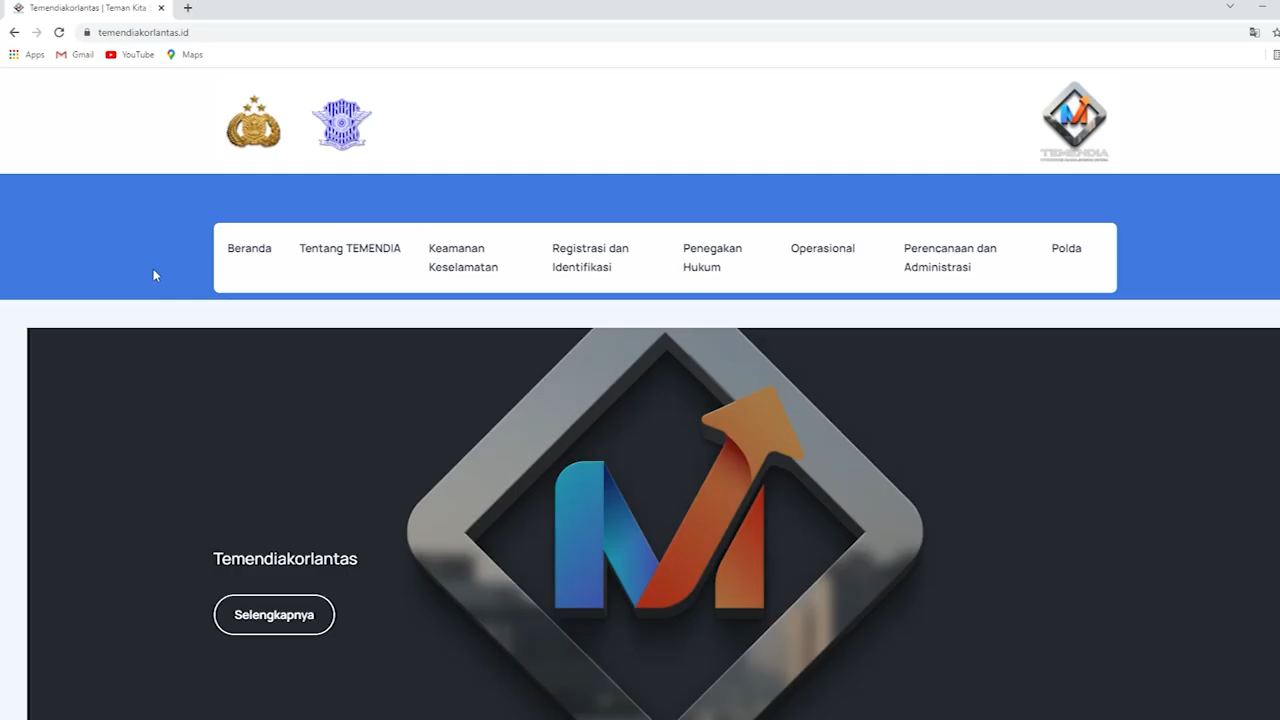 Temendiakorlantas | Teman Kita
temendiakorlantas.id
Apps Gmail YouTube Maps
TEMENDIA
Beranda
Tentang TEMENDIA
Keamanan
Keselamatan
Registrasi dan
Identifikasi
Penegakan
Hukum
Operasional
Perencanaan dan
Administrasi
Polda
Temendiakorlantas
Selengkapnya